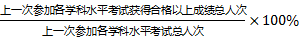 上一次参加各学科水平考试获得合格以上成绩总人次
上一次参加各学科水平考试总人次
×100%